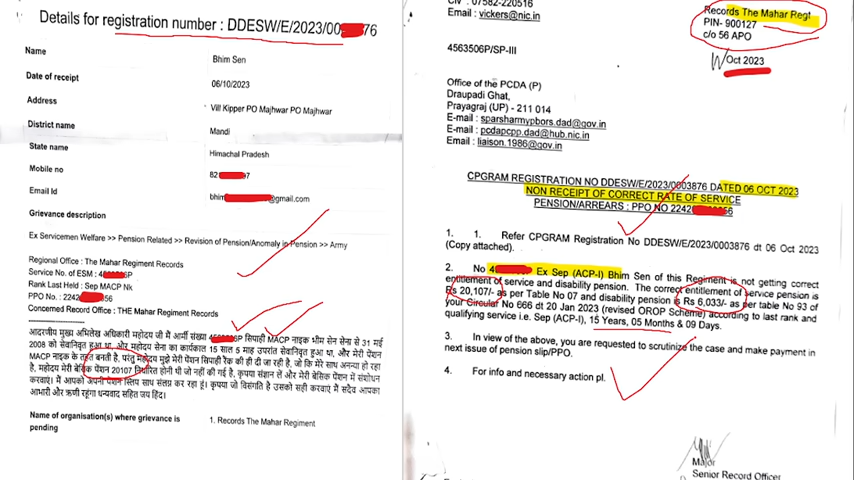 Details for registration number : DDESW/E/2023/00 76
Name
Bhim Sen
Date of receipt
06/10/2023
Address
Vill Kipper PO Majhwar PO Majhwar
District name
Mandi
State name
Himachal Pradesh
Mobile no
82 7
Email Id
bhim @gmail.com
Grievance description
Ex Servicemen Welfare >> Pension Related >> Revision of Pension/Anomaly in Pension >> Army
Regional Office : The Mahar Regiment Records
Service No. of ESM : 4 P
Rank Last Held : Sep MACP Nk
PPO No. : 2242 56
Concerned Record Office : The Mahar Regiment Records
आदरणीय मुख्य अभिलेख अधिकारी महोदय जी मैं आर्मी संख्या P सिपाही MACP नाइक भीम सेन सेना से 31 मई
2008 को सेवानिवृत हुआ था, और मेरी सेना का कार्यकाल 15 साल 5 माह उपरांत सेवानिवृत हुआ था, और मेरी पेंशन
MACP नाइक के तहत बनती है, परंतु महोदय मुझे मेरी पेंशन सिपाही रैंक की ही दी जा रही है, जो कि मेरे साथ अन्याय हो रहा
है, महोदय मेरी बेसिक पेंशन 20107 निर्धारित होनी थी जो नहीं की गई है, कृपया संज्ञान लें और मेरी बेसिक पेंशन में संशोधन
करवाएं। मैं आपको अपनी पेंशन स्लिप साथ संलग्न कर रहा हूं। कृपया जो विसंगति है उसको सही करवाएं मैं सदैव आपका
आभारी और ऋणी रहूंगा धन्यवाद सहित जय हिंद।
Name of organisation(s) where grievance is
pending
1. Records The Mahar Regiment
Civ : 07582-220516
Email : vickers@nic.in
Records The Mahar Regt
PIN- 900127
c/o 56 APO
Oct 2023
4563506P/SP-III
Office of the PCDA (P)
Draupadi Ghat,
Prayagraj (UP) - 211 014
E-mail : sparsharmypbors.dad@gov.in
E-mail : pcdapcpp.dad@hub.nic.in
Email : liaison.1986@gov.in
CPGRAM REGISTRATION NO DDESW/E/2023/0003876 DATED 06 OCT 2023
NON RECEIPT OF CORRECT RATE OF SERVICE
PENSION/ARREARS : PPO NO 2242 56
1. 1. Refer CPGRAM Registration No DDESW/E/2023/0003876 dt 06 Oct 2023
(Copy attached).
2. No 4 Ex Sep (ACP-I) Bhim Sen of this Regiment is not getting correct
entitlement of service and disability pension. The correct entitlement of service pension is
Rs 20,107/- as per Table No 07 and disability pension is Rs 6,033/- as per table No 93 of
your Circular No 666 dt 20 Jan 2023 (revised OROP Scheme) according to last rank and
qualifying service i.e. Sep (ACP-I), 15 Years, 05 Months & 09 Days.
3. In view of the above, you are requested to scrutinize the case and make payment in
next issue of pension slip/PPO.
4. For info and necessary action pl.
Major
Senior Record Officer